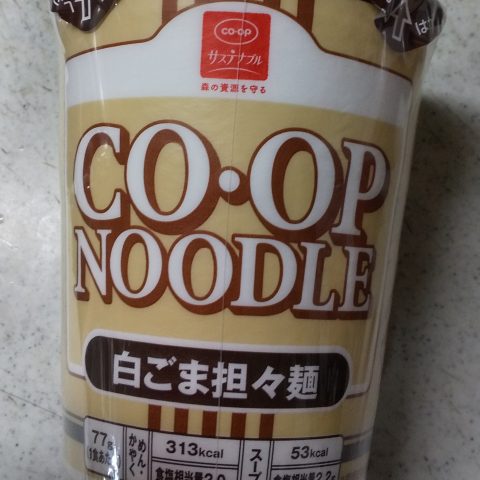 co·op
サステナブル
森の資源を守る
CO·OP
NOODLE
白ごま担々麺
めん・かやく
313kcal
スープ
53kcal